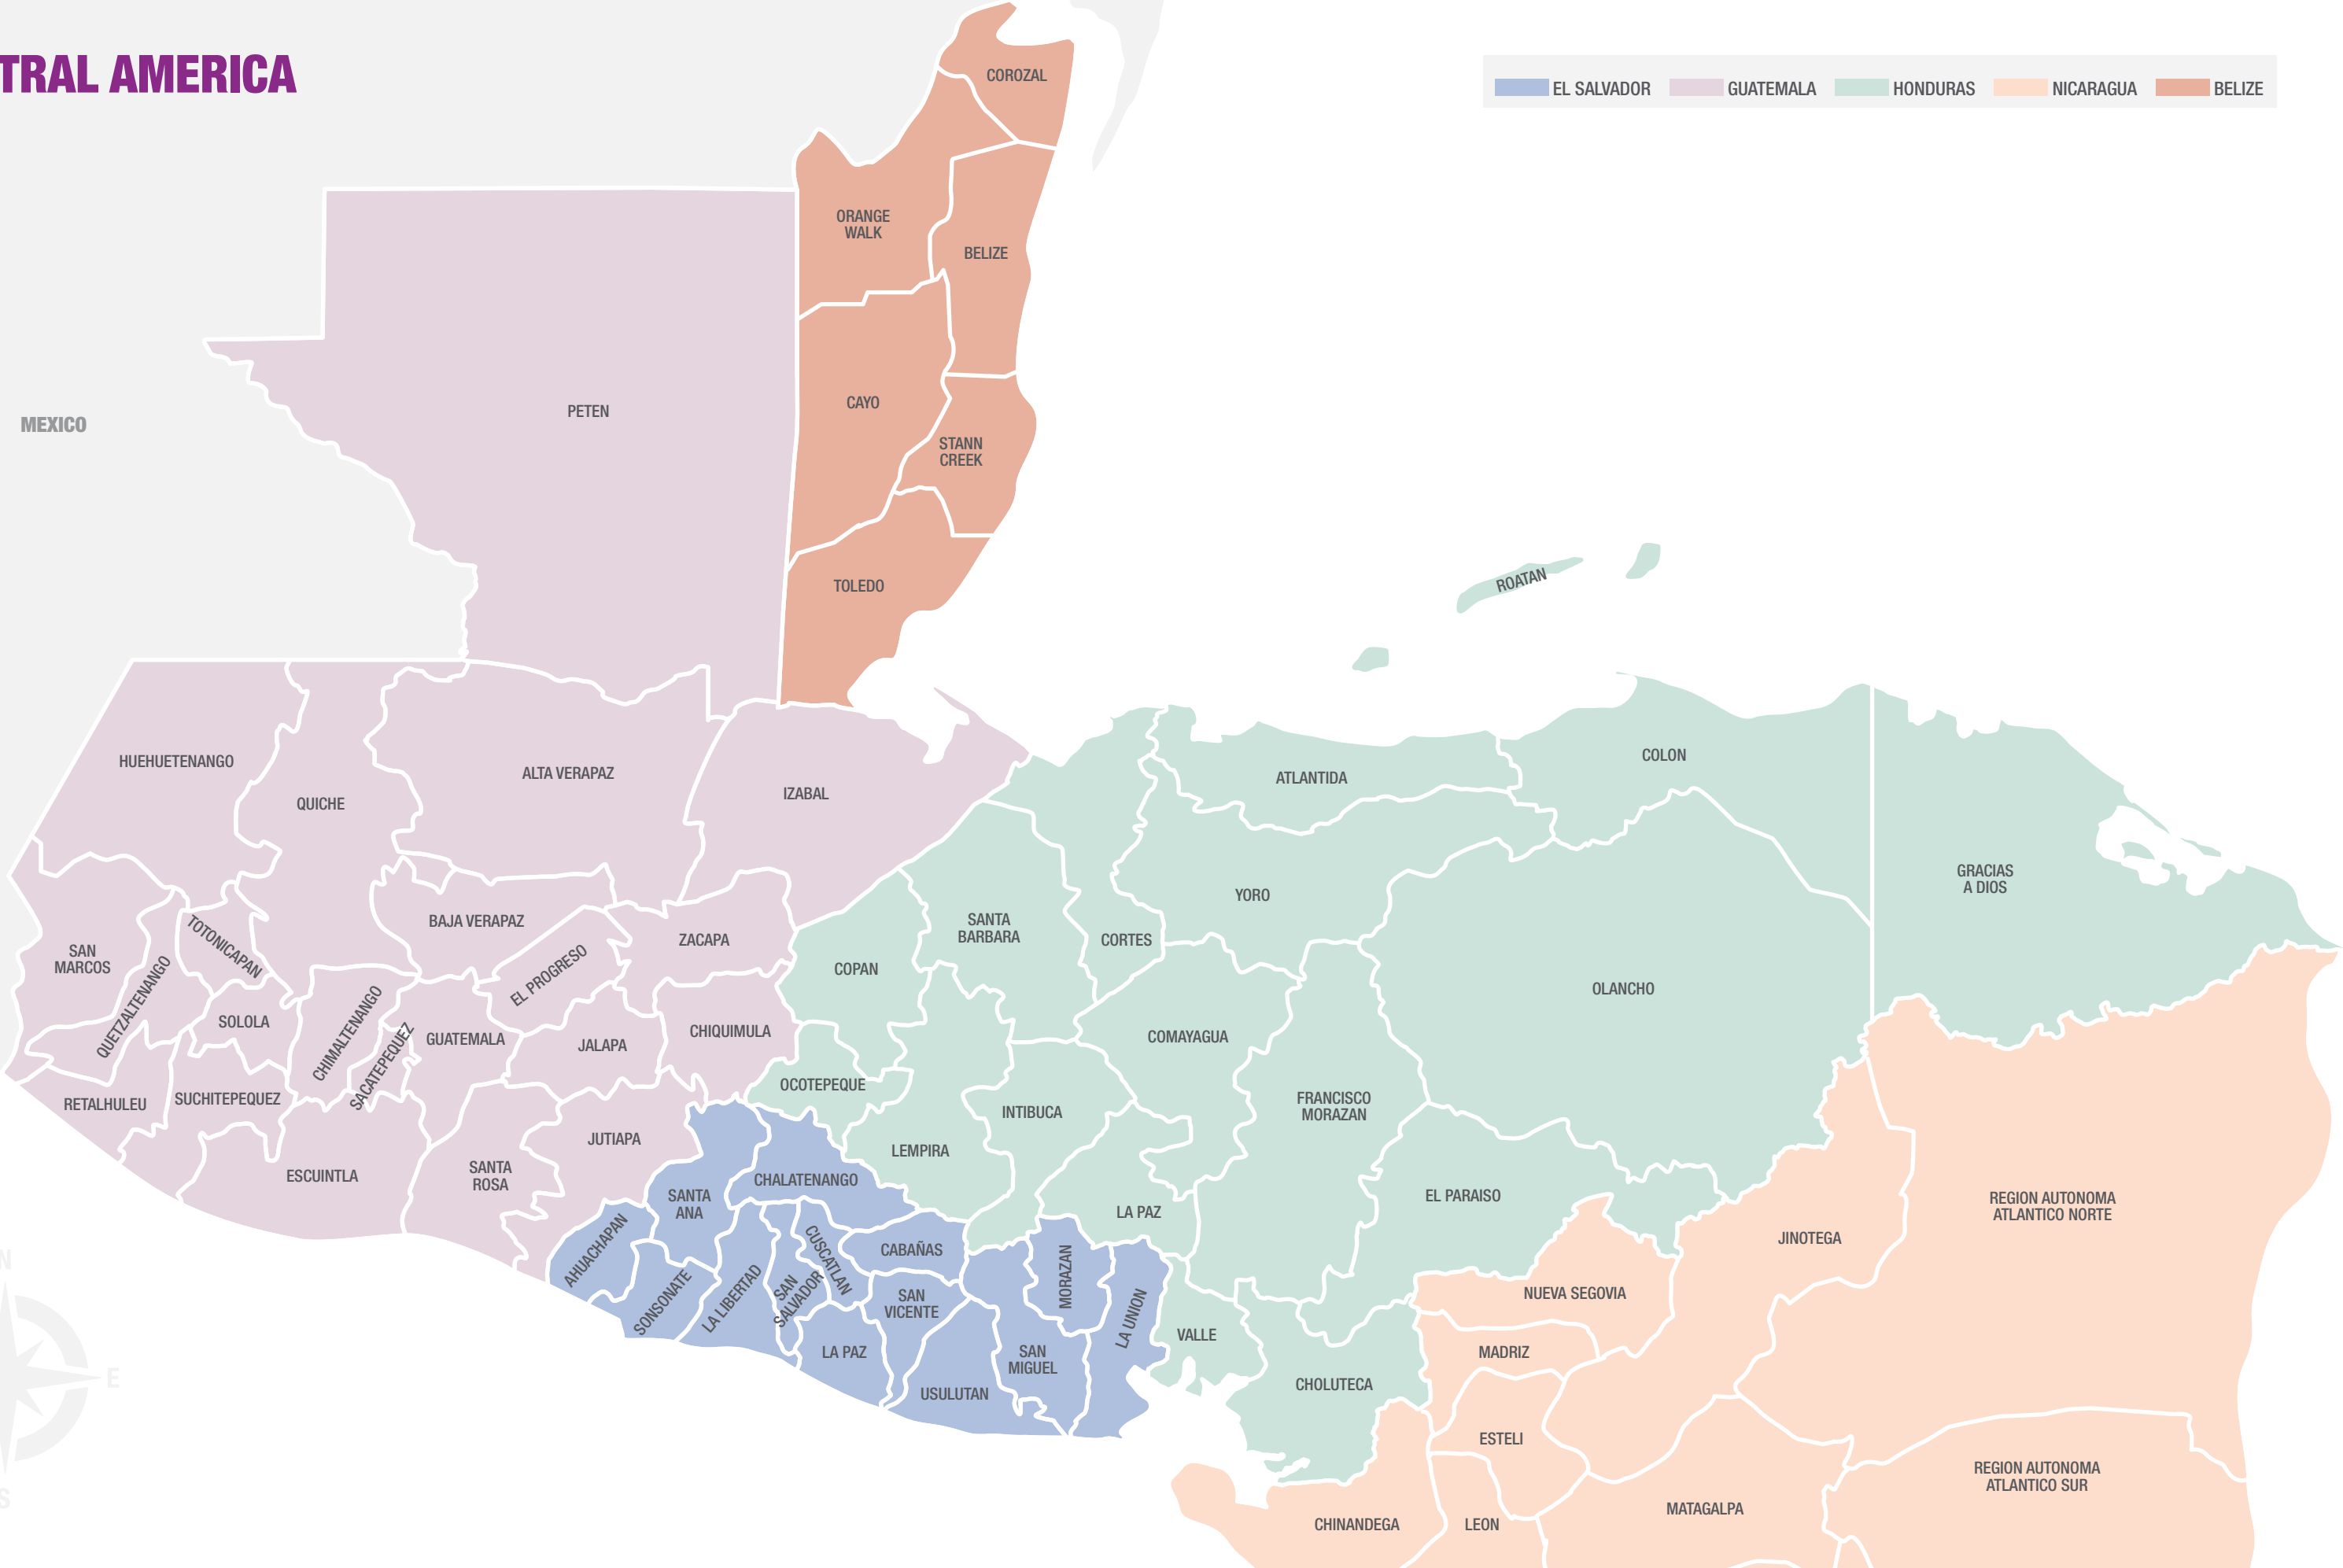 TRAL AMERICA
EL SALVADOR
GUATEMALA
HONDURAS
NICARAGUA
BELIZE
MEXICO
COROZAL
ORANGE
WALK
BELIZE
CAYO
STANN
CREEK
TOLEDO
PETEN
ROATAN
HUEHUETENANGO
QUICHE
ALTA VERAPAZ
IZABAL
SAN
MARCOS
QUETZALTENANGO
TOTONICAPAN
SOLOLA
BAJA VERAPAZ
EL PROGRESO
ZACAPA
CHIMALTENANGO
SACATEPEQUEZ
GUATEMALA
JALAPA
CHIQUIMULA
RETALHULEU
SUCHITEPEQUEZ
ESCUINTLA
SANTA
ROSA
JUTIAPA
ATLANTIDA
COLON
GRACIAS
A DIOS
YORO
SANTA
BARBARA
CORTES
COPAN
OLANCHO
COMAYAGUA
OCOTEPEQUE
INTIBUCA
FRANCISCO
MORAZAN
LEMPIRA
LA PAZ
EL PARAISO
VALLE
CHOLUTECA
SANTA
ANA
CHALATENANGO
AHUACHAPAN
SONSONATE
LA LIBERTAD
SAN
SALVADOR
CUSCATLAN
CABAÑAS
SAN
VICENTE
LA PAZ
USULUTAN
SAN
MIGUEL
MORAZAN
LA UNION
REGION AUTONOMA
ATLANTICO NORTE
JINOTEGA
NUEVA SEGOVIA
MADRIZ
ESTELI
REGION AUTONOMA
ATLANTICO SUR
MATAGALPA
CHINANDEGA
LEON
N
E
S